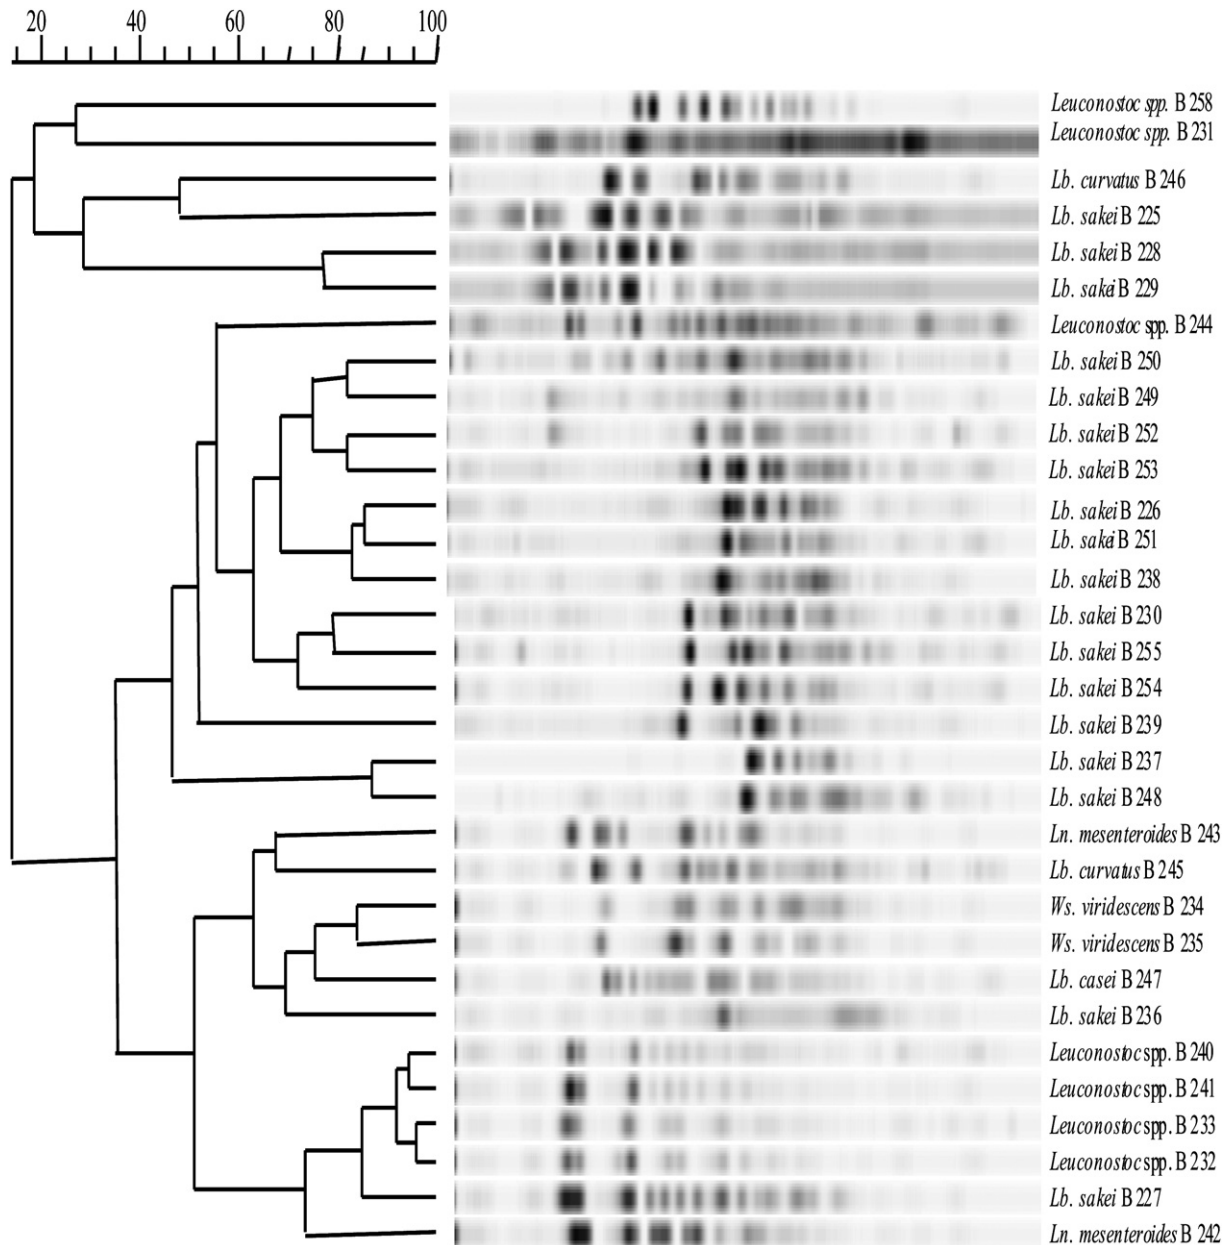 20 40 60 80 100
Leuconostoc spp. B 258
Leuconostoc spp. B 231
Lb. curvatus B 246
Lb. sakei B 225
Lb. sakei B 228
Lb. sakei B 229
Leuconostoc spp. B 244
Lb. sakei B 250
Lb. sakei B 249
Lb. sakei B 252
Lb. sakei B 253
Lb. sakei B 226
Lb. sakei B 251
Lb. sakei B 238
Lb. sakei B 230
Lb. sakei B 255
Lb. sakei B 254
Lb. sakei B 239
Lb. sakei B 237
Lb. sakei B 248
Ln. mesenteroides B 243
Lb. curvatus B 245
Ws. viridescens B 234
Ws. viridescens B 235
Lb. casei B 247
Lb. sakei B 236
Leuconostoc spp. B 240
Leuconostoc spp. B 241
Leuconostoc spp. B 233
Leuconostoc spp. B 232
Lb. sakei B 227
Ln. mesenteroides B 242